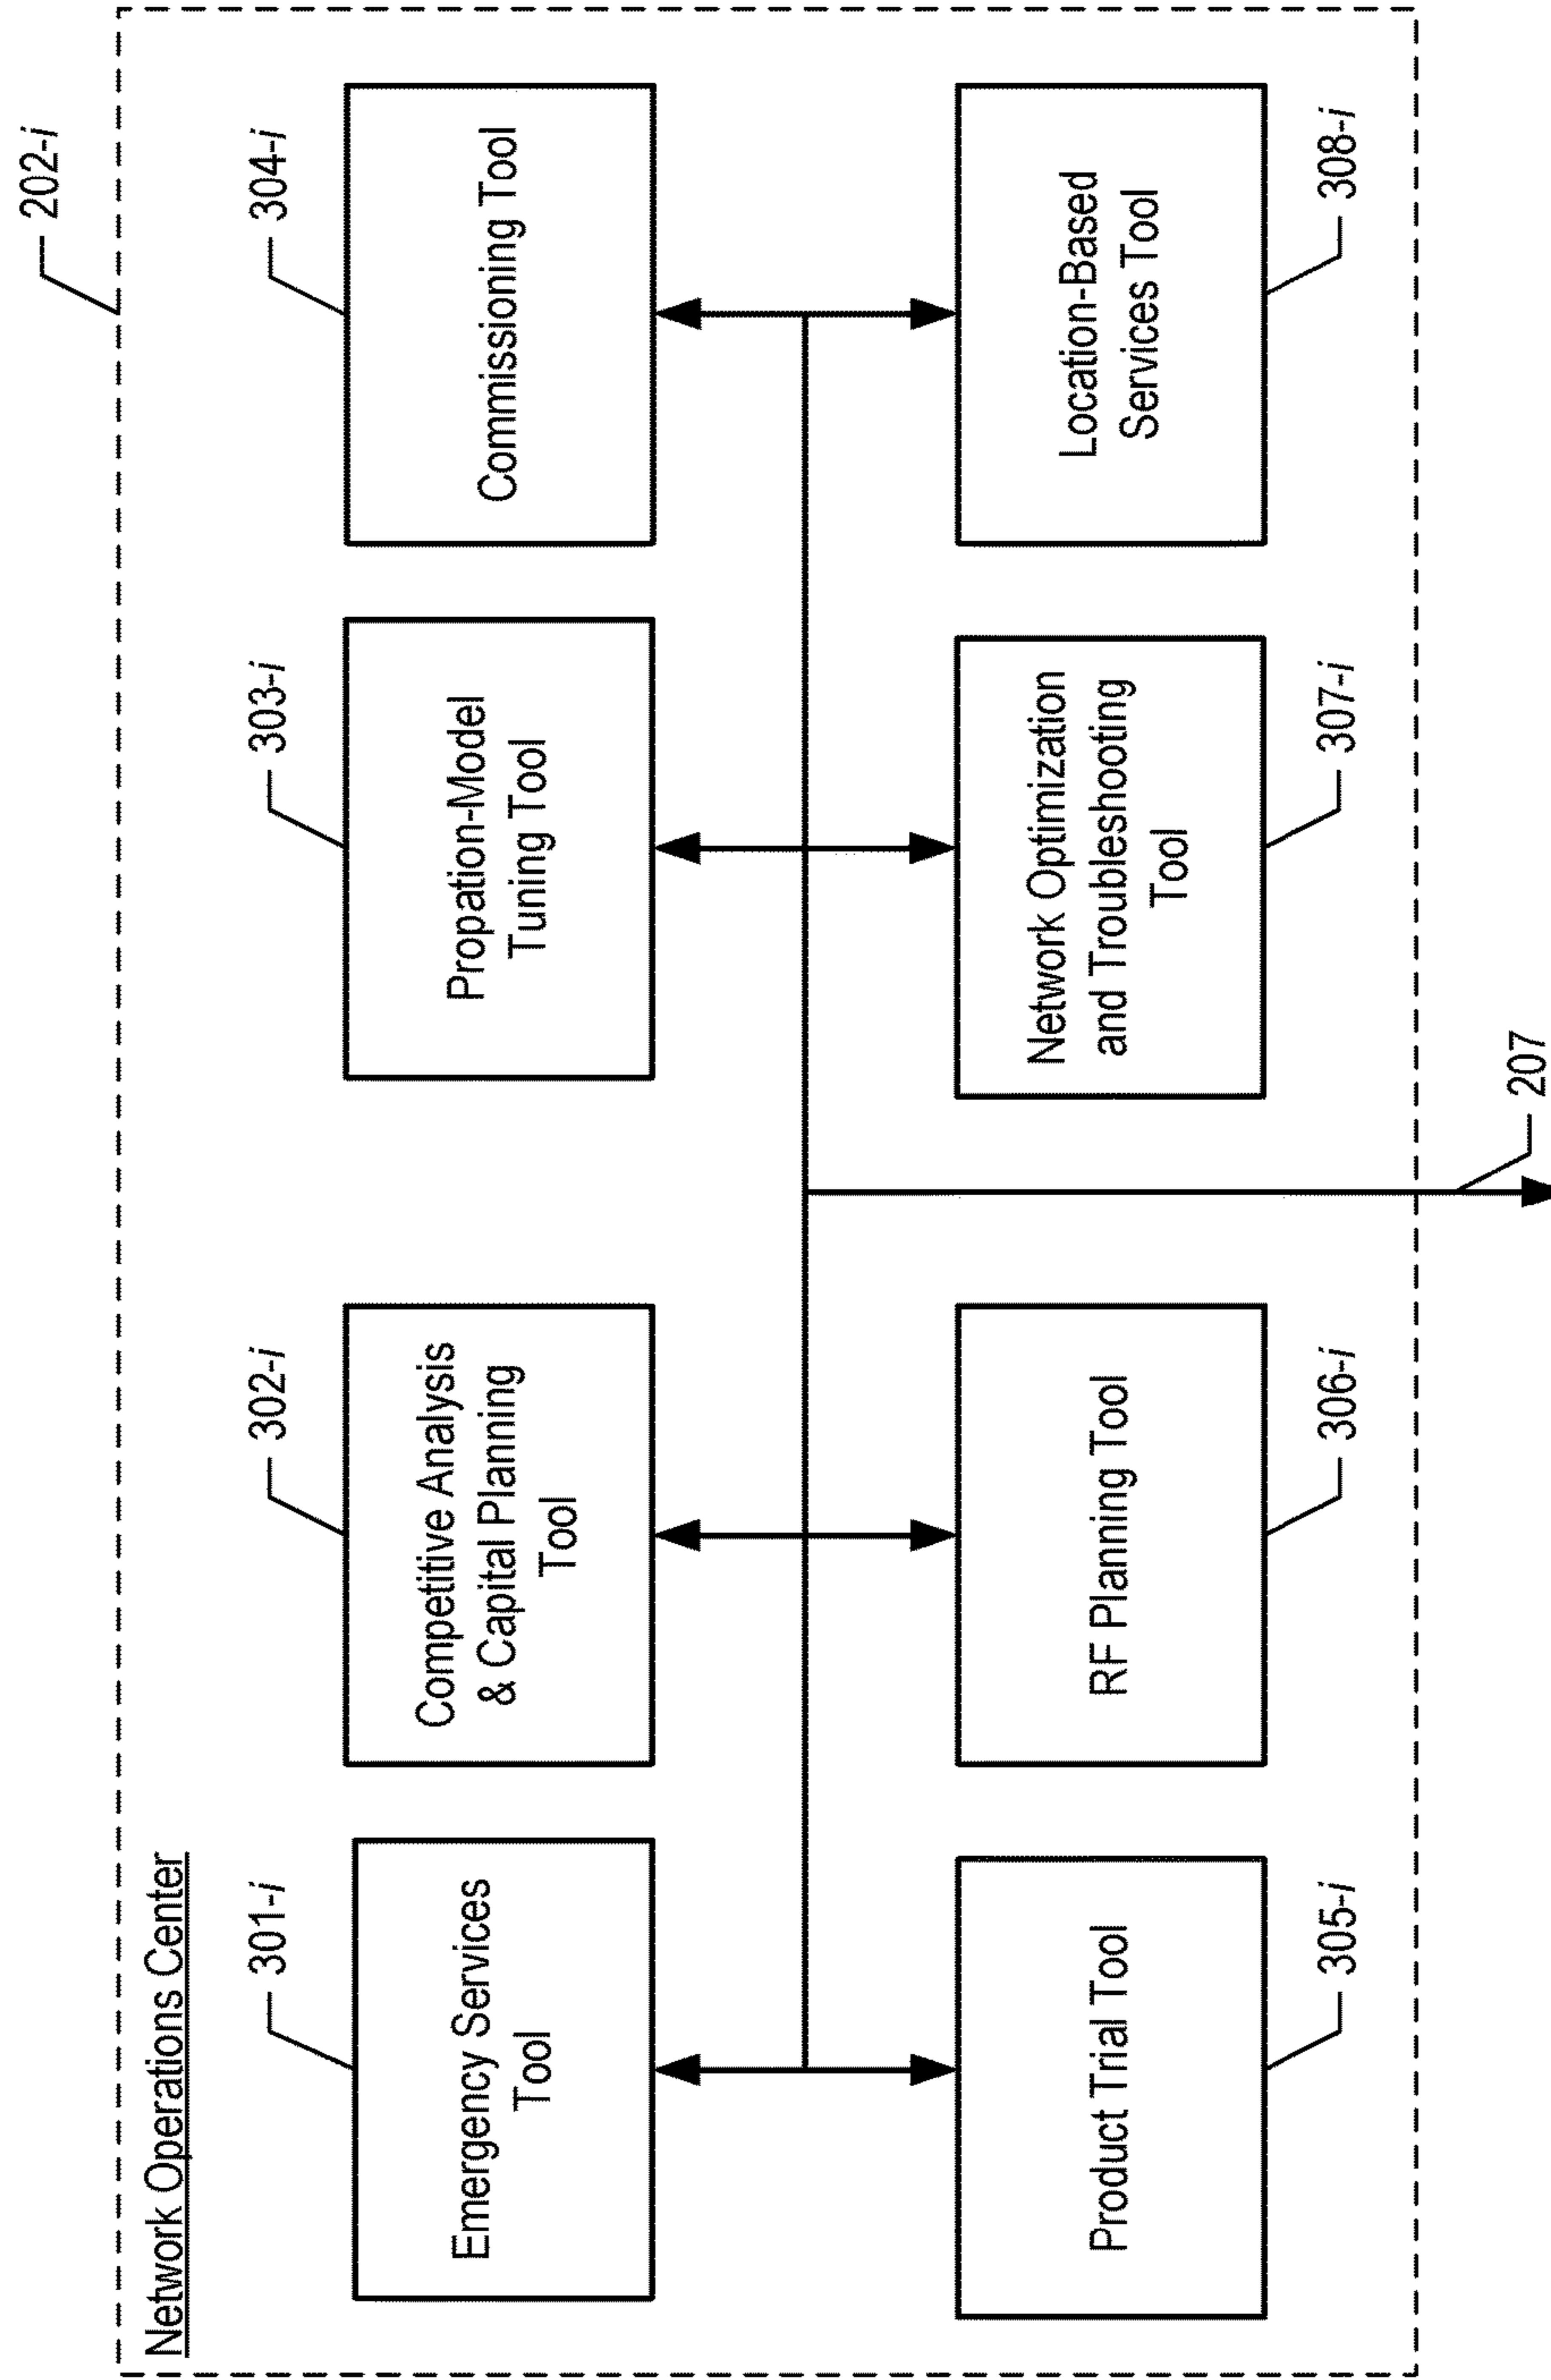 202-i
Network Operations Center
301-i
302-i
303-i
304-i
Emergency Services
Tool
Competitive Analysis
& Capital Planning
Tool
Propation-Model
Tuning Tool
Commissioning Tool
Product Trial Tool
RF Planning Tool
Network Optimization
and Troubleshooting
Tool
Location-Based
Services Tool
305-i
306-i
307-i
308-i
207